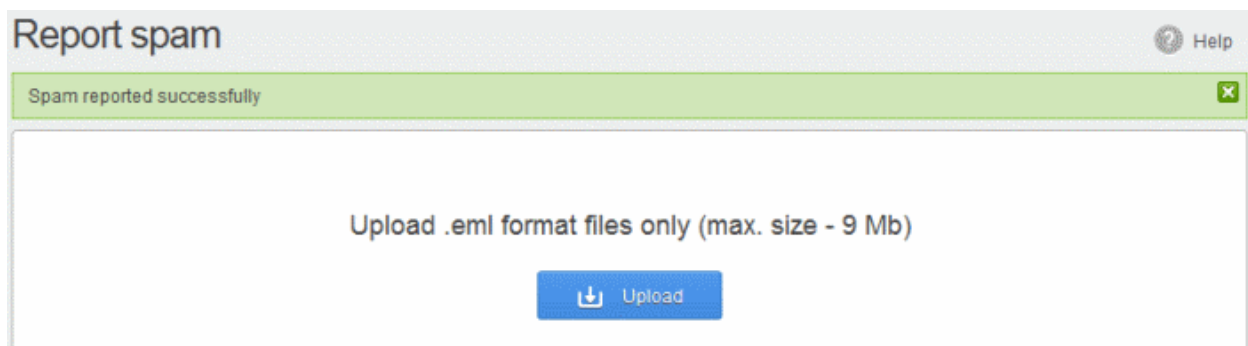 Report spam
Help
Spam reported successfully
Upload .eml format files only (max. size - 9 Mb)
Upload